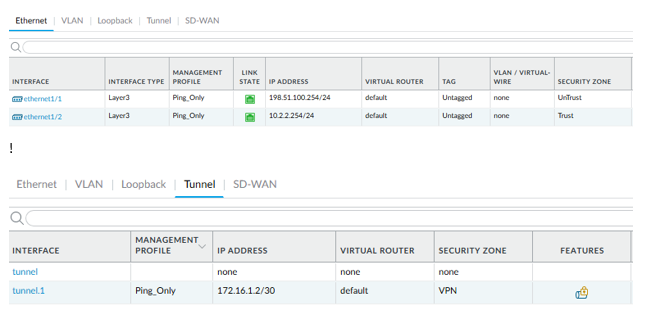 Ethernet | VLAN | Loopback | Tunnel | SD-WAN
INTERFACE INTERFACE TYPE MANAGEMENT PROFILE LINK STATE IP ADDRESS VIRTUAL ROUTER TAG VLAN / VIRTUAL-WIRE SECURITY ZONE
ethernet1/1 Layer3 Ping_Only 198.51.100.254/24 default Untagged none UnTrust
ethernet1/2 Layer3 Ping_Only 10.2.2.254/24 default Untagged none Trust
!
Ethernet | VLAN | Loopback | Tunnel | SD-WAN
INTERFACE MANAGEMENT PROFILE IP ADDRESS VIRTUAL ROUTER SECURITY ZONE FEATURES
tunnel none none none
tunnel.1 Ping_Only 172.16.1.2/30 default VPN